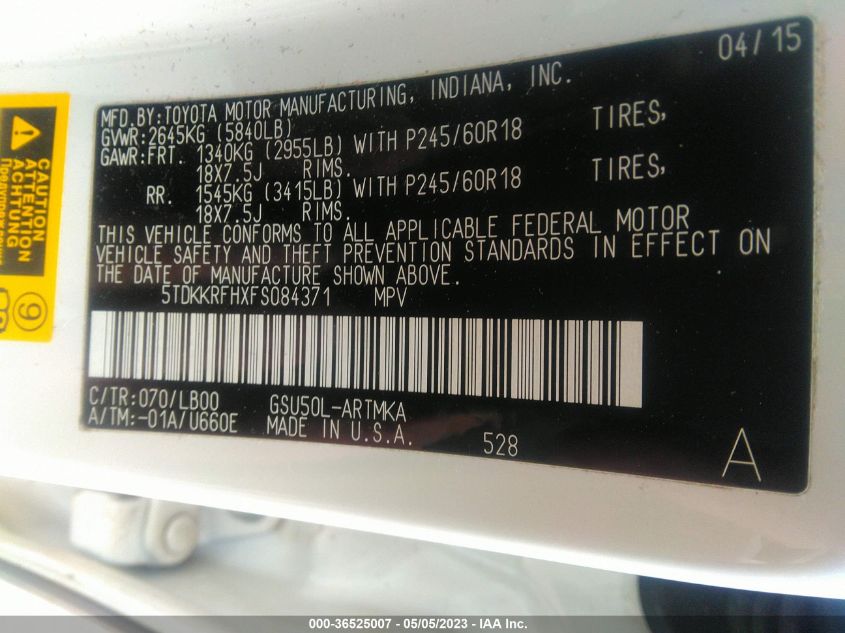 04/15
MFD.BY:TOYOTA MOTOR MANUFACTURING, INDIANA, INC.
GVWR:2645KG (5840LB)
GAWR:FRT. 1340KG (2955LB) WITH P245/60R18 TIRES,
18X7.5J RIMS.
RR. 1545KG (3415LB) WITH P245/60R18 TIRES,
18X7.5J RIMS.
THIS VEHICLE CONFORMS TO ALL APPLICABLE FEDERAL MOTOR
VEHICLE SAFETY AND THEFT PREVENTION STANDARDS IN EFFECT ON
THE DATE OF MANUFACTURE SHOWN ABOVE.
5TDKKRFHXFS084371 MPV
C/TR:070/LB00 GSU50L-ARTMKA
A/TM:-01A/U660E MADE IN U.S.A.
528
A
CAUTION
ATTENTION
ACHTUNG
9
000-36525007 - 05/05/2023 - IAA Inc.